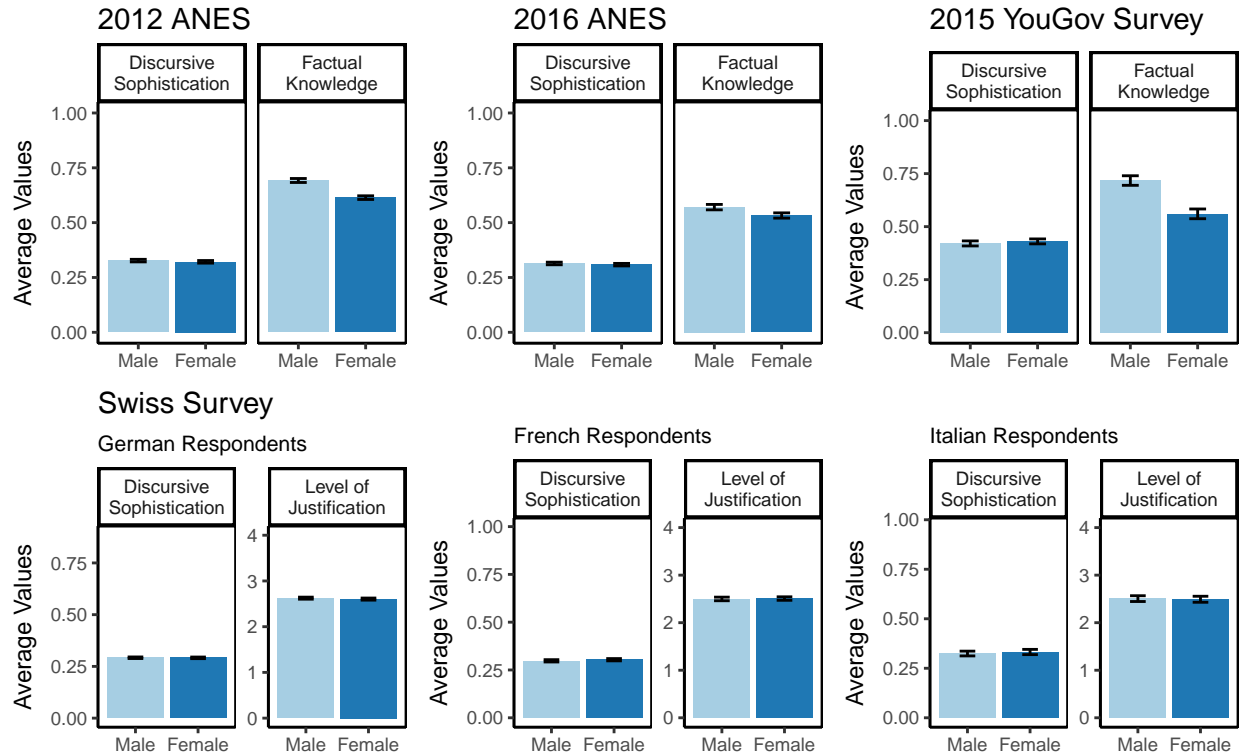 2012 ANES
Discursive
Sophistication
Factual
Knowledge
Average Values
1.00
0.75
0.50
0.25
0.00
Male Female
Male Female
2016 ANES
Discursive
Sophistication
Factual
Knowledge
Average Values
1.00
0.75
0.50
0.25
0.00
Male Female
Male Female
2015 YouGov Survey
Discursive
Sophistication
Factual
Knowledge
Average Values
1.00
0.75
0.50
0.25
0.00
Male Female
Male Female
Swiss Survey
German Respondents
Discursive
Sophistication
Level of
Justification
Average Values
0.75
0.50
0.25
0.00
4
3
2
1
0
Male Female
Male Female
French Respondents
Discursive
Sophistication
Level of
Justification
Average Values
1.00
0.75
0.50
0.25
0.00
4
3
2
1
0
Male Female
Male Female
Italian Respondents
Discursive
Sophistication
Level of
Justification
Average Values
1.00
0.75
0.50
0.25
0.00
4
3
2
1
0
Male Female
Male Female